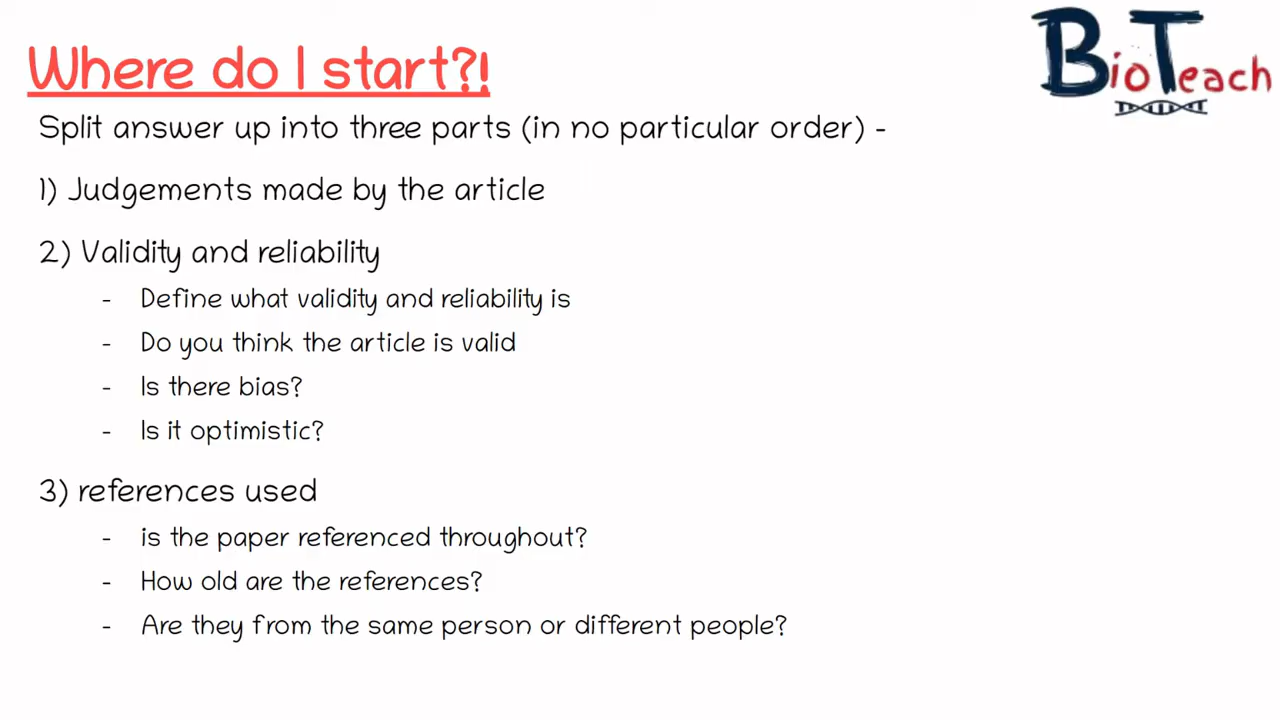 Where do I start?!
BioTeach
Split answer up into three parts (in no particular order) -
1) Judgements made by the article
2) Validity and reliability
- Define what validity and reliability is
- Do you think the article is valid
- Is there bias?
- Is it optimistic?
3) references used
- is the paper referenced throughout?
- How old are the references?
- Are they from the same person or different people?